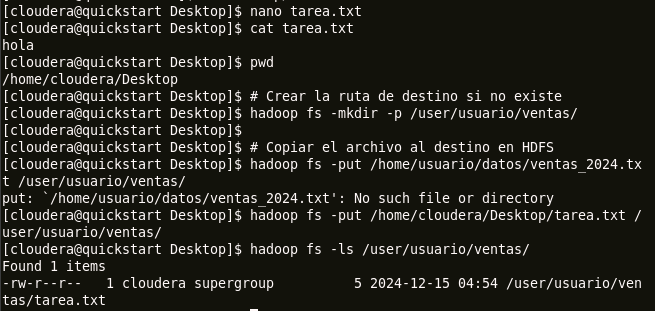 [cloudera@quickstart Desktop]$ nano tarea.txt
[cloudera@quickstart Desktop]$ cat tarea.txt
hola
[cloudera@quickstart Desktop]$ pwd
/home/cloudera/Desktop
[cloudera@quickstart Desktop]$ # Crear la ruta de destino si no existe
[cloudera@quickstart Desktop]$ hadoop fs -mkdir -p /user/usuario/ventas/
[cloudera@quickstart Desktop]$
[cloudera@quickstart Desktop]$ # Copiar el archivo al destino en HDFS
[cloudera@quickstart Desktop]$ hadoop fs -put /home/usuario/datos/ventas_2024.tx
t /user/usuario/ventas/
put: `/home/usuario/datos/ventas_2024.txt': No such file or directory
[cloudera@quickstart Desktop]$ hadoop fs -put /home/cloudera/Desktop/tarea.txt /
user/usuario/ventas/
[cloudera@quickstart Desktop]$ hadoop fs -ls /user/usuario/ventas/
Found 1 items
-rw-r--r--   1 cloudera supergroup          5 2024-12-15 04:54 /user/usuario/ven
tas/tarea.txt